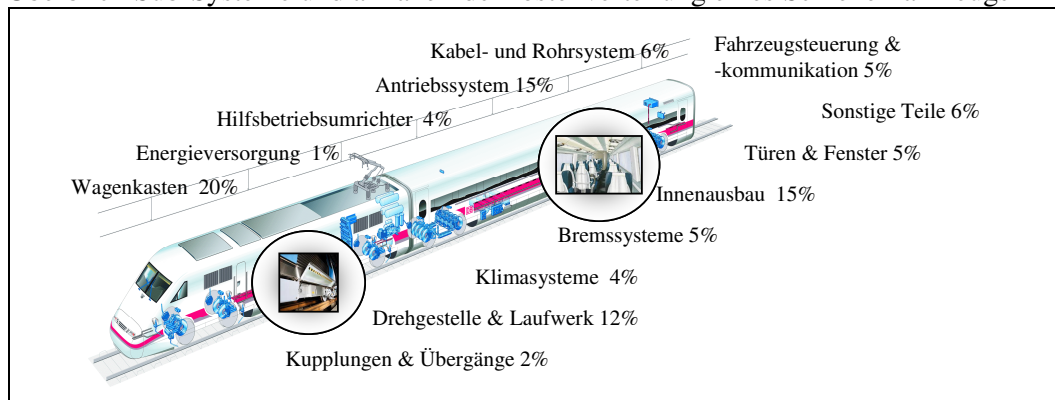 Kabel- und Rohrsystem 6%
Fahrzeugsteuerung &
-kommunikation 5%
Antriebssystem 15%
Sonstige Teile 6%
Hilfsbetriebsumrichter 4%
Energieversorgung 1%
Türen & Fenster 5%
Wagenkasten 20%
Innenausbau 15%
Bremssysteme 5%
Klimasysteme 4%
Drehgestelle & Laufwerk 12%
Kupplungen & Übergänge 2%